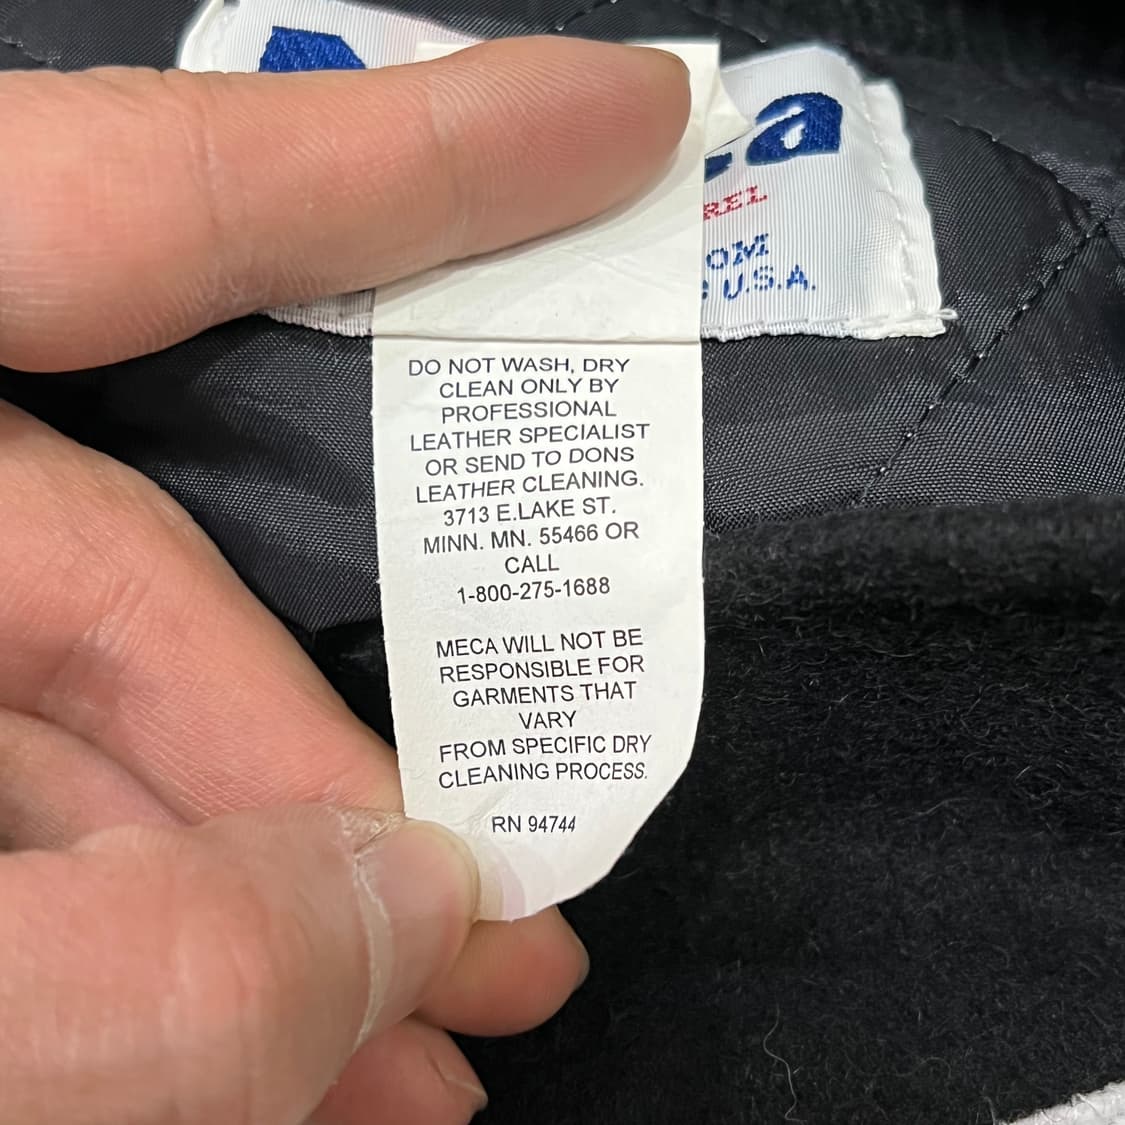 a
REL
OM
U.S.A.
DO NOT WASH, DRY
CLEAN ONLY BY
PROFESSIONAL
LEATHER SPECIALIST
OR SEND TO DONS
LEATHER CLEANING.
3713 E.LAKE ST.
MINN. MN. 55466 OR
CALL
1-800-275-1688
MECA WILL NOT BE
RESPONSIBLE FOR
GARMENTS THAT
VARY
FROM SPECIFIC DRY
CLEANING PROCESS.
RN 94744